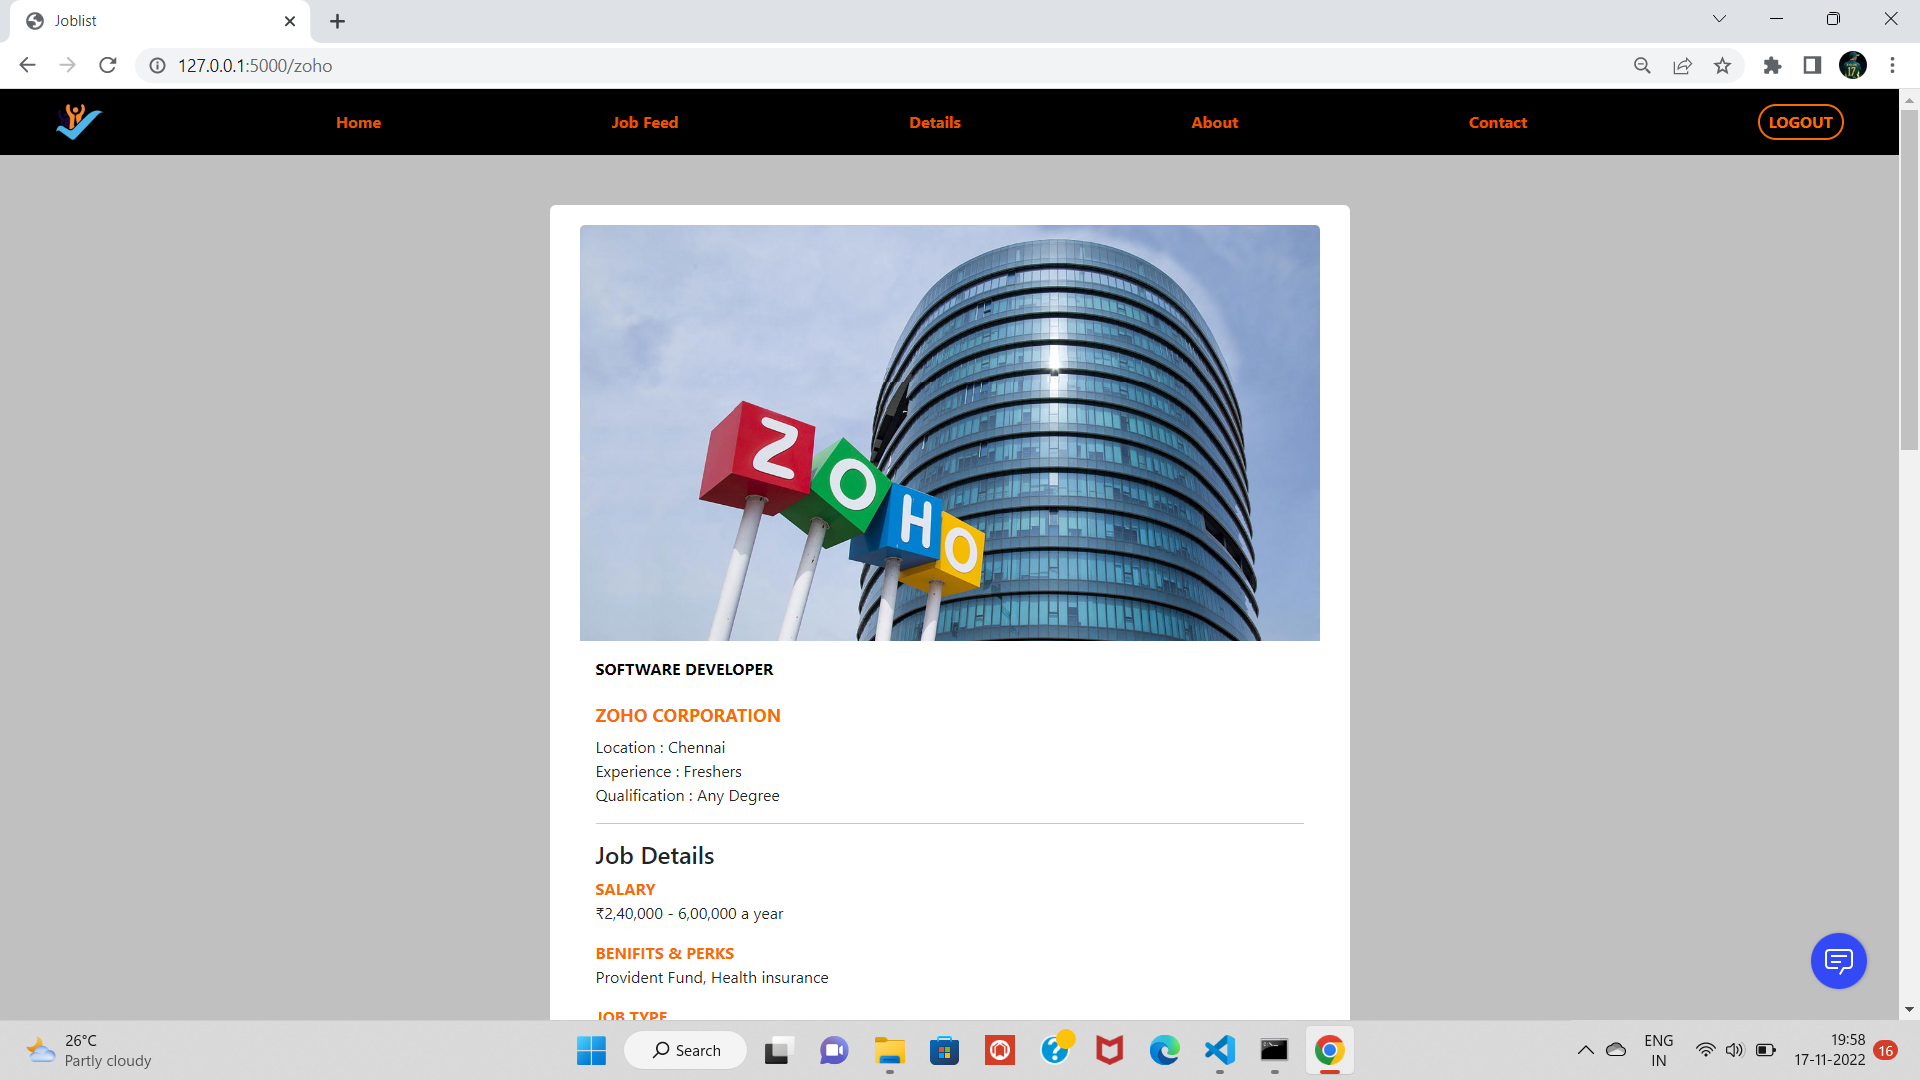 Joblist
127.0.0.1:5000/zoho
Home
Job Feed
Details
About
Contact
LOGOUT
ZOHO
SOFTWARE DEVELOPER
ZOHO CORPORATION
Location : Chennai
Experience : Freshers
Qualification : Any Degree
Job Details
SALARY
₹2,40,000 - 6,00,000 a year
BENIFITS & PERKS
Provident Fund, Health insurance
JOB TYPE
26°C
Partly cloudy
Search
ENG
IN
19:58
17-11-2022
16